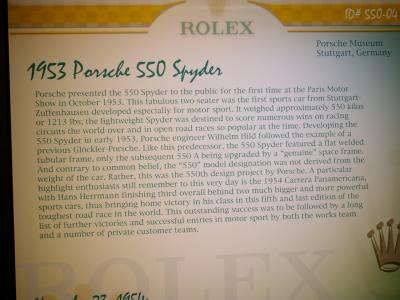 ID# 550-04
ROLEX
Porsche Museum
Stuttgart, Germany
1953 Porsche 550 Spyder
Porsche presented the 550 Spyder to the public for the first time at the Paris Motor
Show in October 1953. This fabulous two-seater was the first sports car from Stuttgart-
Zuffenhausen developed especially for motor sport. It weighed approximately 550 kilos
or 1213 lbs; the lightweight Spyder was destined to score numerous wins on racing
circuits the world over and in open road races so popular at the time. Developing the
550 Spyder in early 1953, Porsche engineer Wilhelm Hild followed the example of a
previous (Glöckler-Porsche. Like this predecessor, the 550 Spyder featured a flat welded
tubular frame, only the subsequent 550 A being upgraded by a "genuine" space frame.
And contrary to common belief, the "550" model designation was not derived from the
weight of the car. Rather, this was the 550th design project by Porsche. A particular
highlight enthusiasts still remember to this very day is the 1954 Carrera Panamericana,
with Hans Herrmann finishing third overall behind two much bigger and more powerful
sports cars, thus bringing home victory in his class in this fifth and last edition of the
toughest road race in the world. This outstanding success was to be followed by a long
list of further victories and successful entries in motor sport by both the works team
and a number of private customer teams.
ROLEX
November 23, 1954